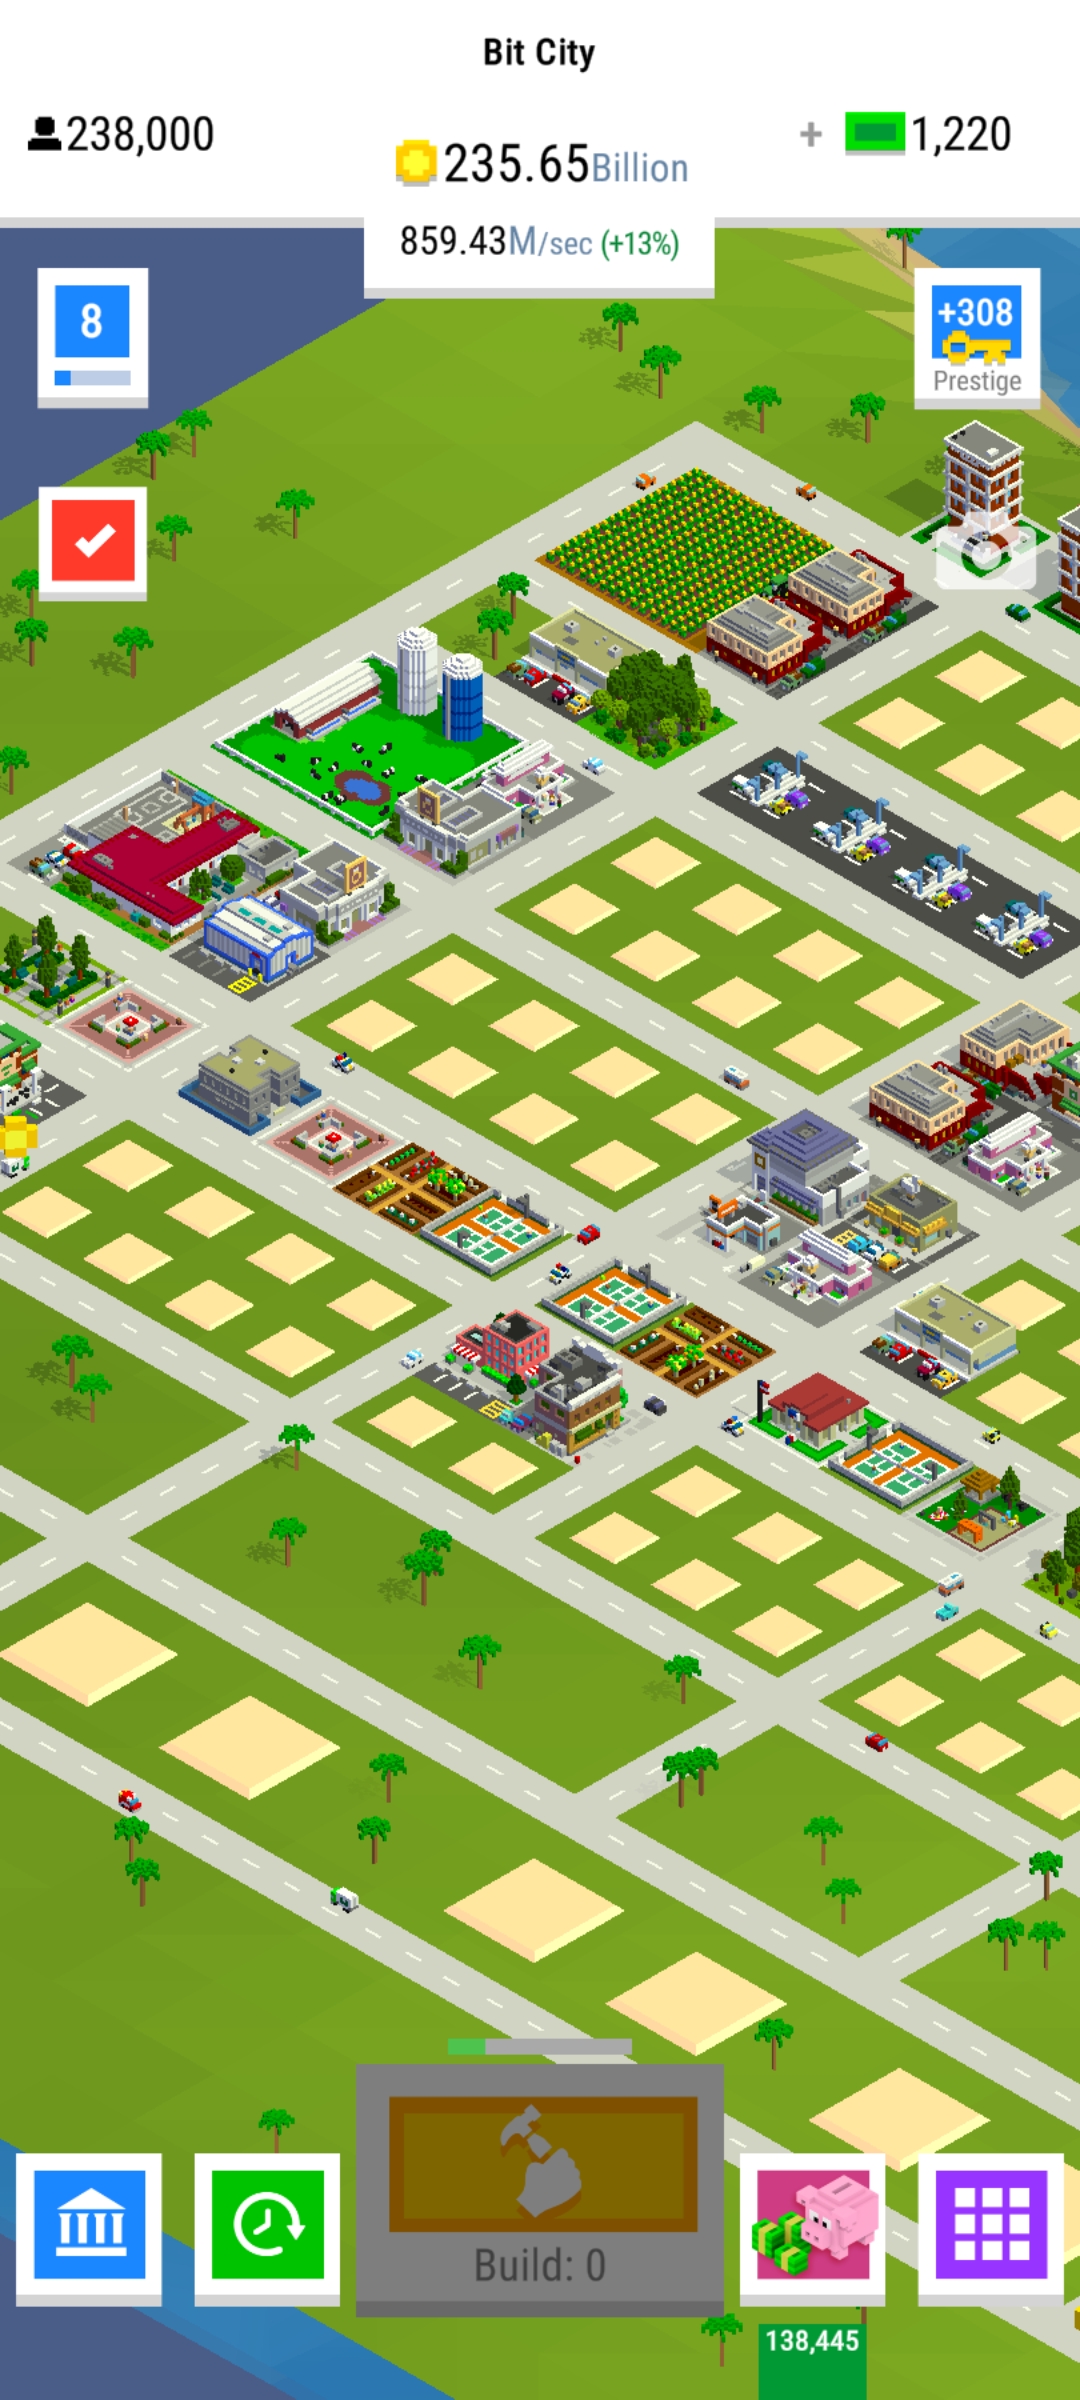 Bit City
238,000
235.65Billion
+ 1,220
859.43M/sec (+13%)
8
+308
Prestige
Build: 0
138,445